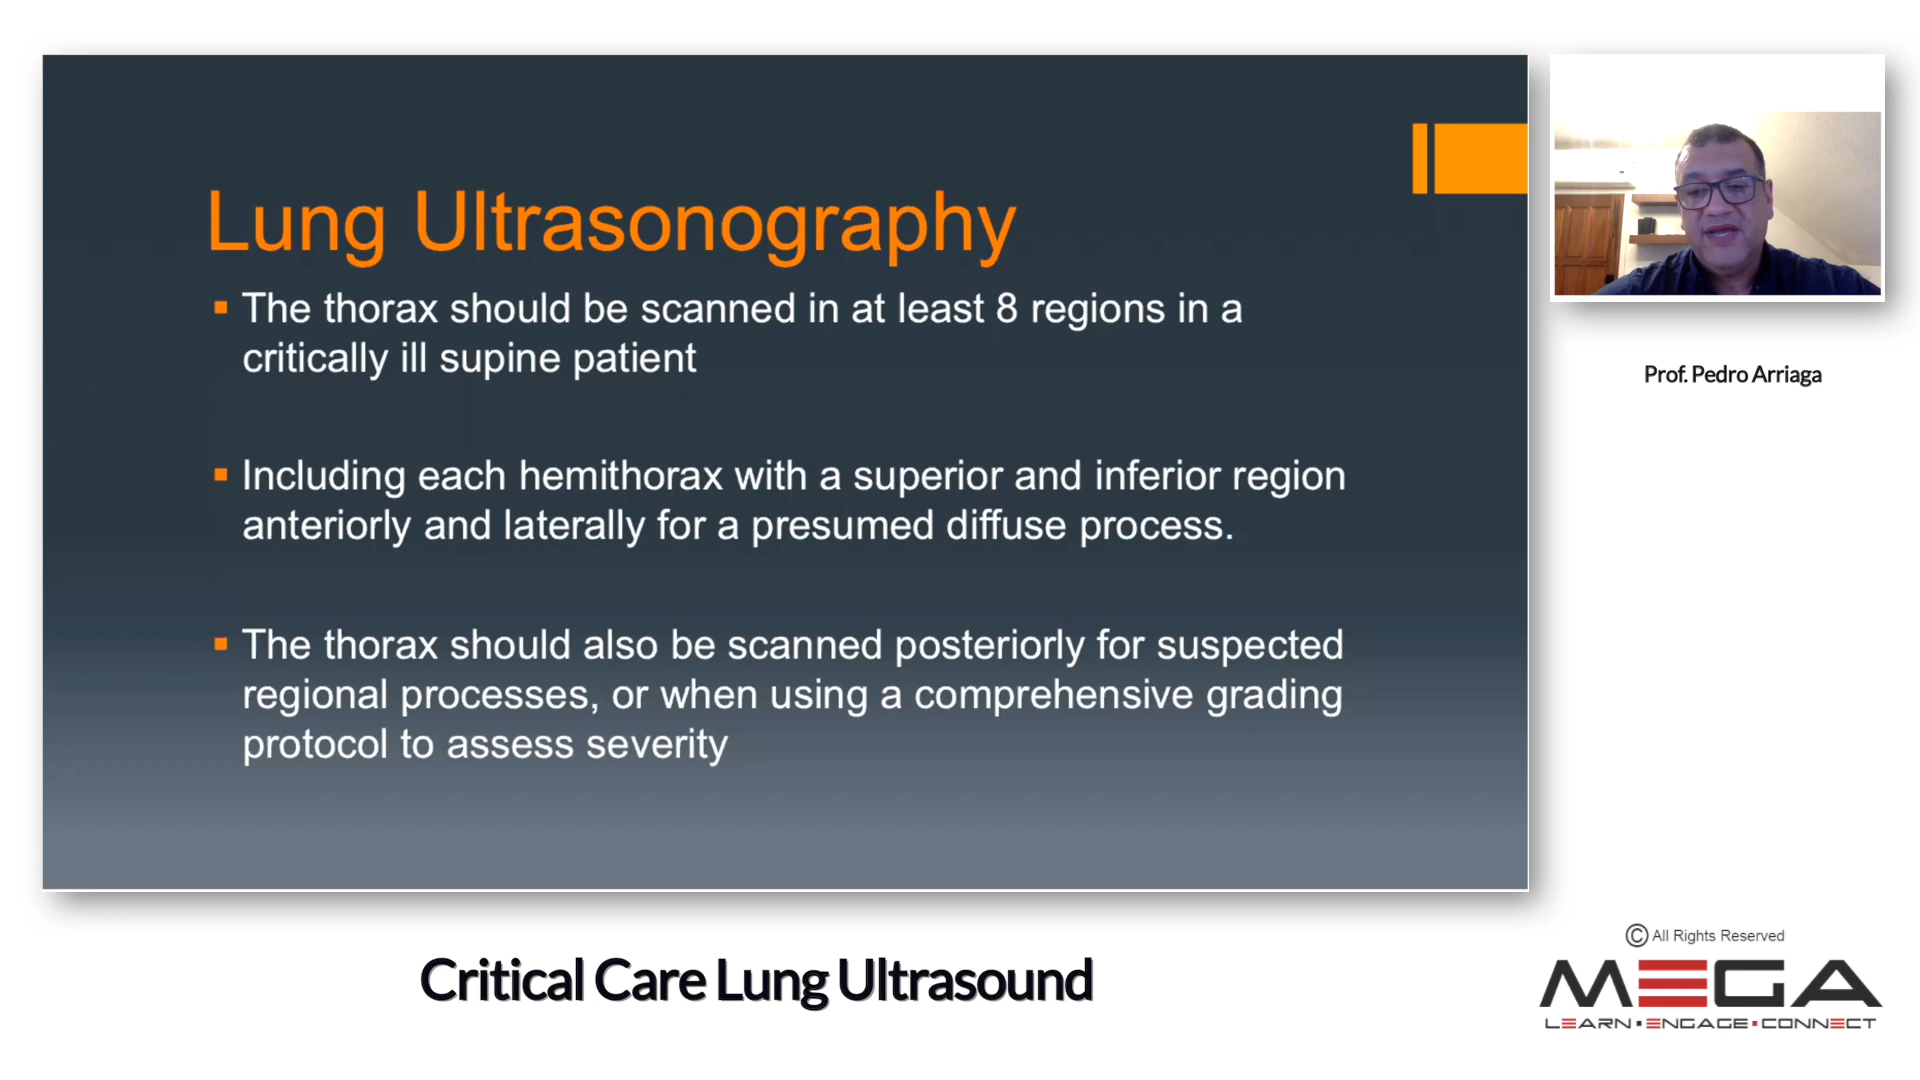 Lung Ultrasonography
▪ The thorax should be scanned in at least 8 regions in a
critically ill supine patient
▪ Including each hemithorax with a superior and inferior region
anteriorly and laterally for a presumed diffuse process.
▪ The thorax should also be scanned posteriorly for suspected
regional processes, or when using a comprehensive grading
protocol to assess severity
Prof. Pedro Arriaga
Critical Care Lung Ultrasound
© All Rights Reserved
MEGA
LEARN▪ENGAGE▪CONNECT